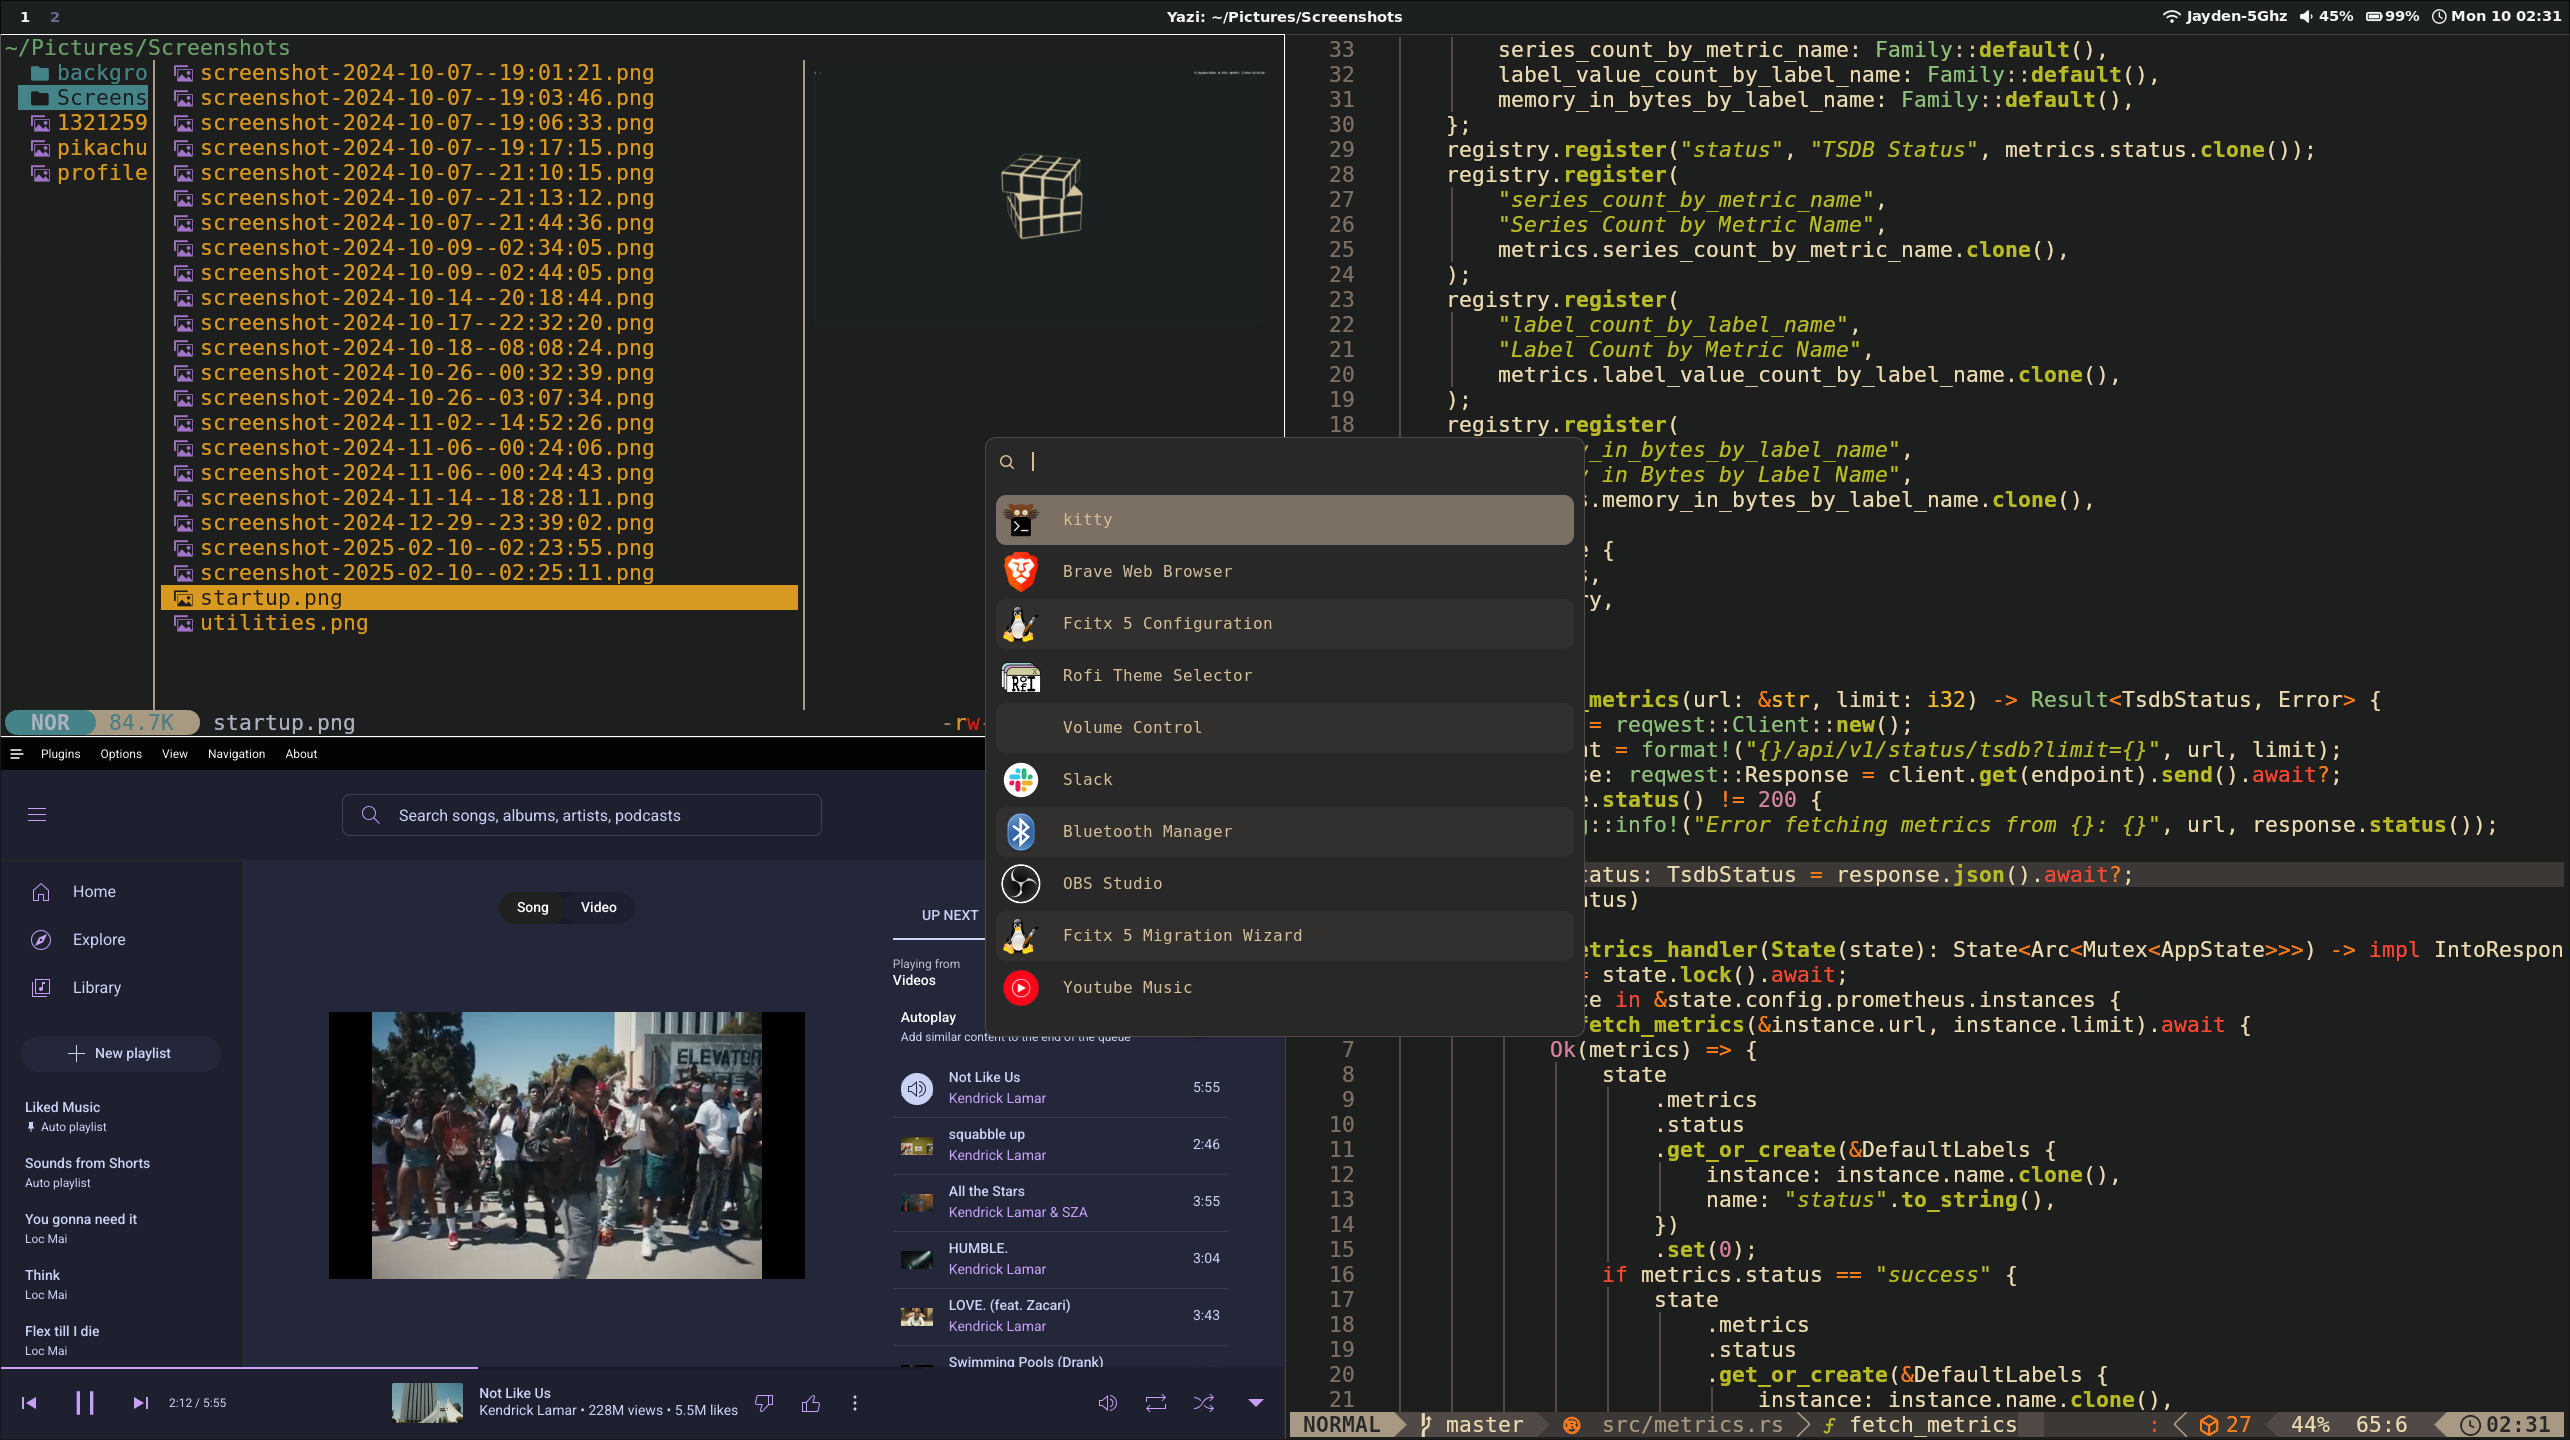 1 2
Yazi: ~/Pictures/Screenshots
Jayden-5Ghz 45% 99% Mon 10 02:31
~/Pictures/Screenshots
backgro
Screens
1321259
pikachu
profile
screenshot-2024-10-07--19:01:21.png
screenshot-2024-10-07--19:03:46.png
screenshot-2024-10-07--19:06:33.png
screenshot-2024-10-07--19:17:15.png
screenshot-2024-10-07--21:10:15.png
screenshot-2024-10-07--21:13:12.png
screenshot-2024-10-07--21:44:36.png
screenshot-2024-10-09--02:34:05.png
screenshot-2024-10-09--02:44:05.png
screenshot-2024-10-14--20:18:44.png
screenshot-2024-10-17--22:32:20.png
screenshot-2024-10-18--08:08:24.png
screenshot-2024-10-26--00:32:39.png
screenshot-2024-10-26--03:07:34.png
screenshot-2024-11-02--14:52:26.png
screenshot-2024-11-06--00:24:06.png
screenshot-2024-11-06--00:24:43.png
screenshot-2024-11-14--18:28:11.png
screenshot-2024-12-29--23:39:02.png
screenshot-2025-02-10--02:23:55.png
screenshot-2025-02-10--02:25:11.png
startup.png
utilities.png
NOR 84.7K startup.png -rw-
Plugins Options View Navigation About
Search songs, albums, artists, podcasts
Home
Explore
Library
New playlist
Liked Music
Auto playlist
Sounds from Shorts
Auto playlist
You gonna need it
Loc Mai
Think
Loc Mai
Flex till I die
Loc Mai
Song Video
ELEVATOR
UP NEXT
Playing from
Videos
Autoplay
Add similar content to the end of the queue
Not Like Us
Kendrick Lamar
5:55
squabble up
Kendrick Lamar
2:46
All the Stars
Kendrick Lamar & SZA
3:55
HUMBLE.
Kendrick Lamar
3:04
LOVE. (feat. Zacari)
Kendrick Lamar
3:43
Swimming Pools (Drank)
2:12 / 5:55
Not Like Us
Kendrick Lamar • 228M views • 5.5M likes
kitty
Brave Web Browser
Fcitx 5 Configuration
Rofi Theme Selector
Volume Control
Slack
Bluetooth Manager
OBS Studio
Fcitx 5 Migration Wizard
Youtube Music
33 series_count_by_metric_name: Family::default(),
32 label_value_count_by_label_name: Family::default(),
31 memory_in_bytes_by_label_name: Family::default(),
30 };
29 registry.register("status", "TSDB Status", metrics.status.clone());
28 registry.register(
27 "series_count_by_metric_name",
26 "Series Count by Metric Name",
25 metrics.series_count_by_metric_name.clone(),
24 );
23 registry.register(
22 "label_count_by_label_name",
21 "Label Count by Metric Name",
20 metrics.label_value_count_by_label_name.clone(),
19 );
18 registry.register(
_in_bytes_by_label_name",
in Bytes by Label Name",
.memory_in_bytes_by_label_name.clone(),
{
,
y,
_metrics(url: &str, limit: i32) -> Result<TsdbStatus, Error> {
= reqwest::Client::new();
t = format!("{}/api/v1/status/tsdb?limit={}", url, limit);
se: reqwest::Response = client.get(endpoint).send().await?;
.status() != 200 {
::info!("Error fetching metrics from {}: {}", url, response.status());
atus: TsdbStatus = response.json().await?;
tus)
etrics_handler(State(state): State<Arc<Mutex<AppState>>>) -> impl IntoRespon
= state.lock().await;
ce in &state.config.prometheus.instances {
fetch_metrics(&instance.url, instance.limit).await {
7 Ok(metrics) => {
8 state
9 .metrics
10 .status
11 .get_or_create(&DefaultLabels {
12 instance: instance.name.clone(),
13 name: "status".to_string(),
14 })
15 .set(0);
16 if metrics.status == "success" {
17 state
18 .metrics
19 .status
20 .get_or_create(&DefaultLabels {
21 instance: instance.name.clone(),
NORMAL master src/metrics.rs fetch_metrics : 27 44% 65:6 02:31